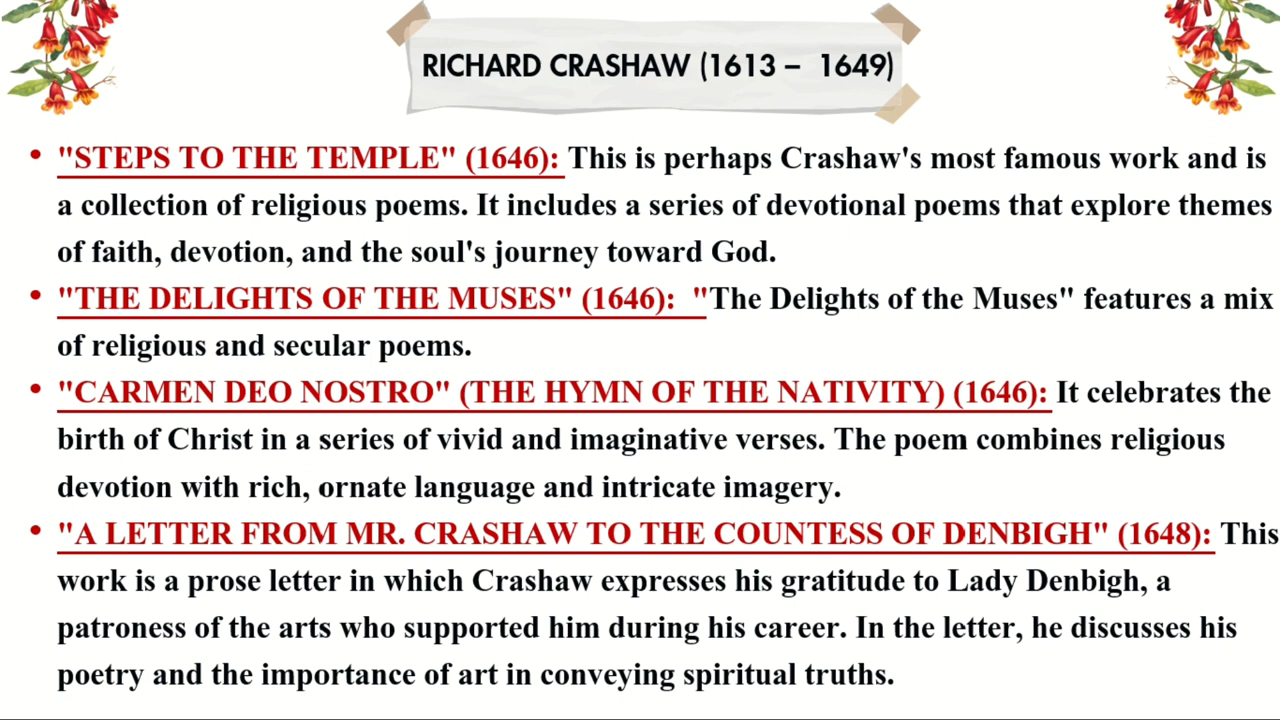 RICHARD CRASHAW (1613 – 1649)
• "STEPS TO THE TEMPLE" (1646): This is perhaps Crashaw's most famous work and is
a collection of religious poems. It includes a series of devotional poems that explore themes
of faith, devotion, and the soul's journey toward God.
• "THE DELIGHTS OF THE MUSES" (1646): "The Delights of the Muses" features a mix
of religious and secular poems.
• "CARMEN DEO NOSTRO" (THE HYMN OF THE NATIVITY) (1646): It celebrates the
birth of Christ in a series of vivid and imaginative verses. The poem combines religious
devotion with rich, ornate language and intricate imagery.
• "A LETTER FROM MR. CRASHAW TO THE COUNTESS OF DENBIGH" (1648): This
work is a prose letter in which Crashaw expresses his gratitude to Lady Denbigh, a
patroness of the arts who supported him during his career. In the letter, he discusses his
poetry and the importance of art in conveying spiritual truths.